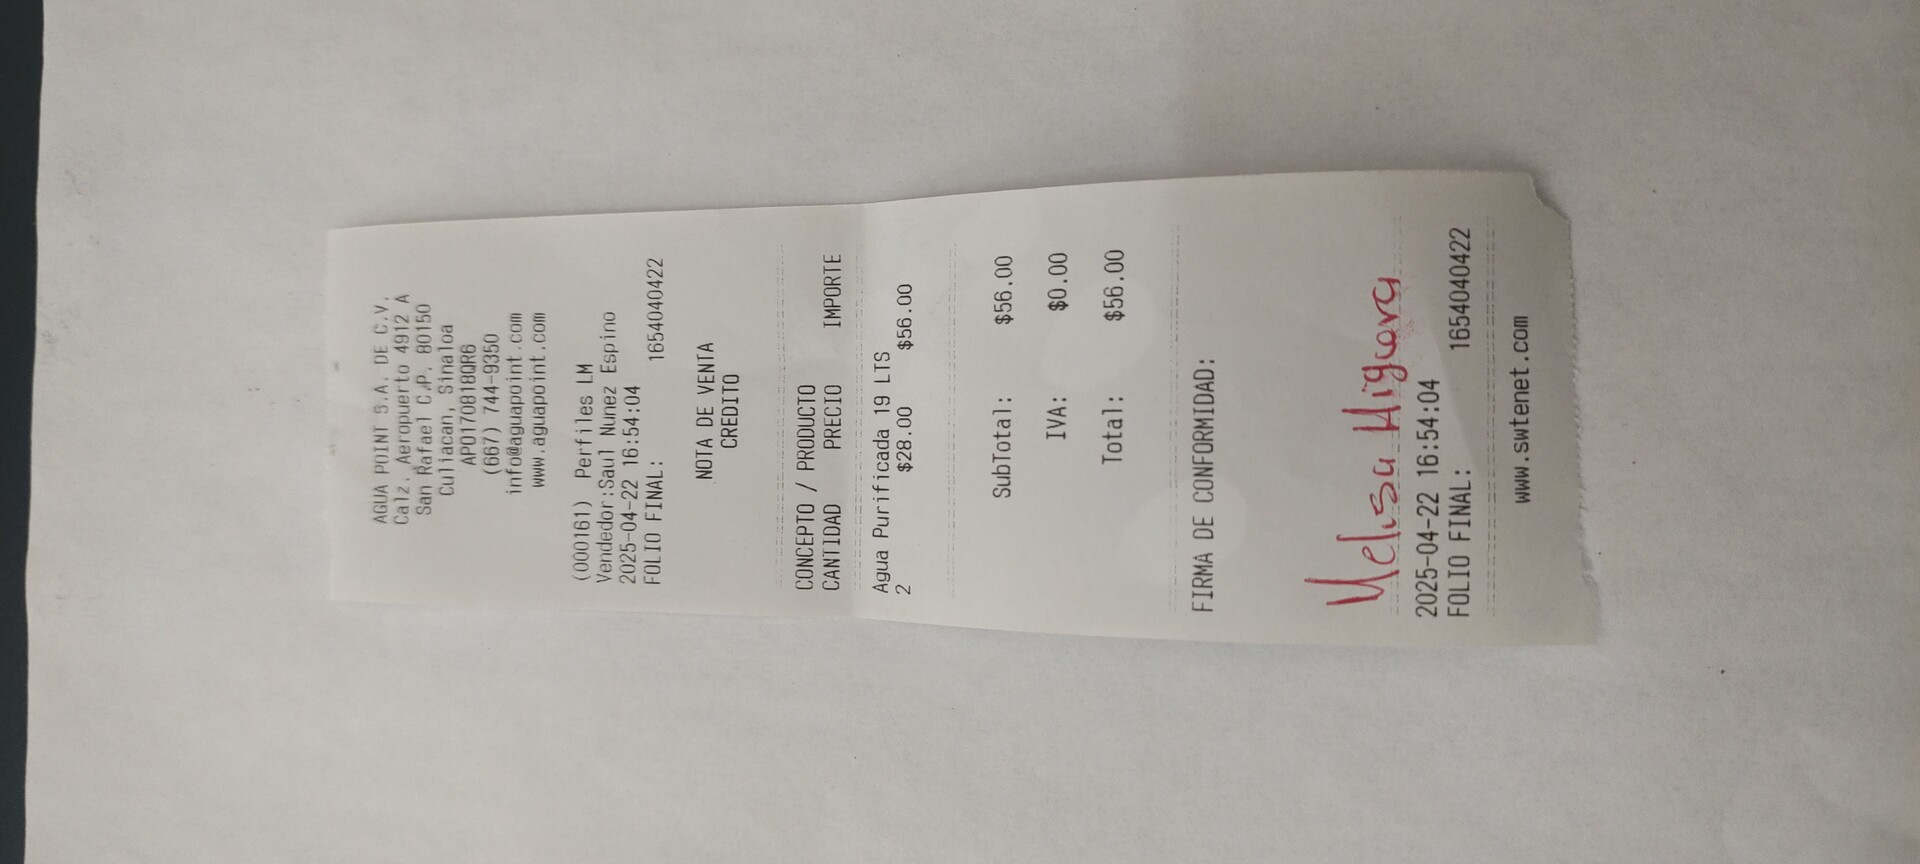 AGUA POINT S.A. DE C.V.
Calz. Aeropuerto 4912 A
San Rafael C.P. 80150
Culiacan, Sinaloa
APO170818QR6
(667) 744-9350
info@aguapoint.com
www.aguapoint.com
(000161) Perfiles LM
Vendedor:Saul Nunez Espino
2025-04-22 16:54:04
FOLIO FINAL: 1654040422
NOTA DE VENTA
CREDITO
CONCEPTO / PRODUCTO
CANTIDAD PRECIO IMPORTE
Agua Purificada 19 LTS
2 $28.00 $56.00
SubTotal: $56.00
IVA: $0.00
Total: $56.00
FIRMA DE CONFORMIDAD:
Melisa Higuera
2025-04-22 16:54:04
FOLIO FINAL: 1654040422
www.swtenet.com